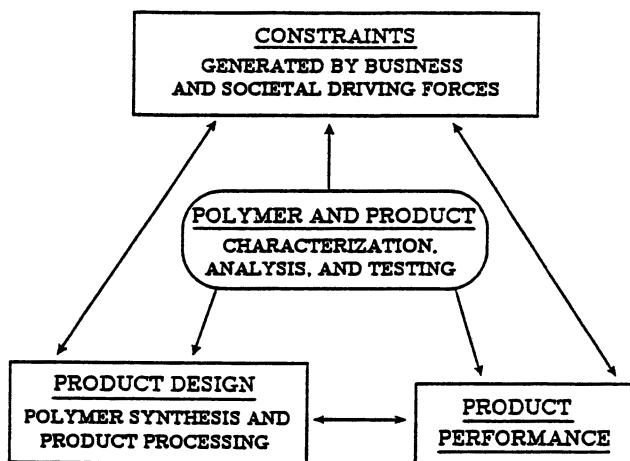 CONSTRAINTS
GENERATED BY BUSINESS
AND SOCIETAL DRIVING FORCES
POLYMER AND PRODUCT
CHARACTERIZATION,
ANALYSIS, AND TESTING
PRODUCT DESIGN
POLYMER SYNTHESIS AND
PRODUCT PROCESSING
PRODUCT
PERFORMANCE